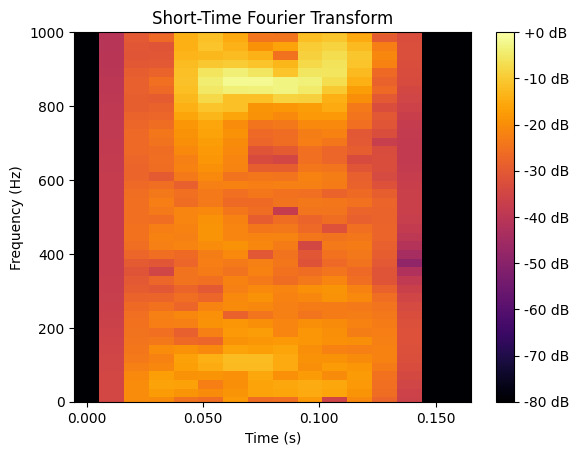 Short-Time Fourier Transform
1000
800
600
400
200
0
Frequency (Hz)
0.000
0.050
0.100
0.150
Time (s)
+0 dB
-10 dB
-20 dB
-30 dB
-40 dB
-50 dB
-60 dB
-70 dB
-80 dB